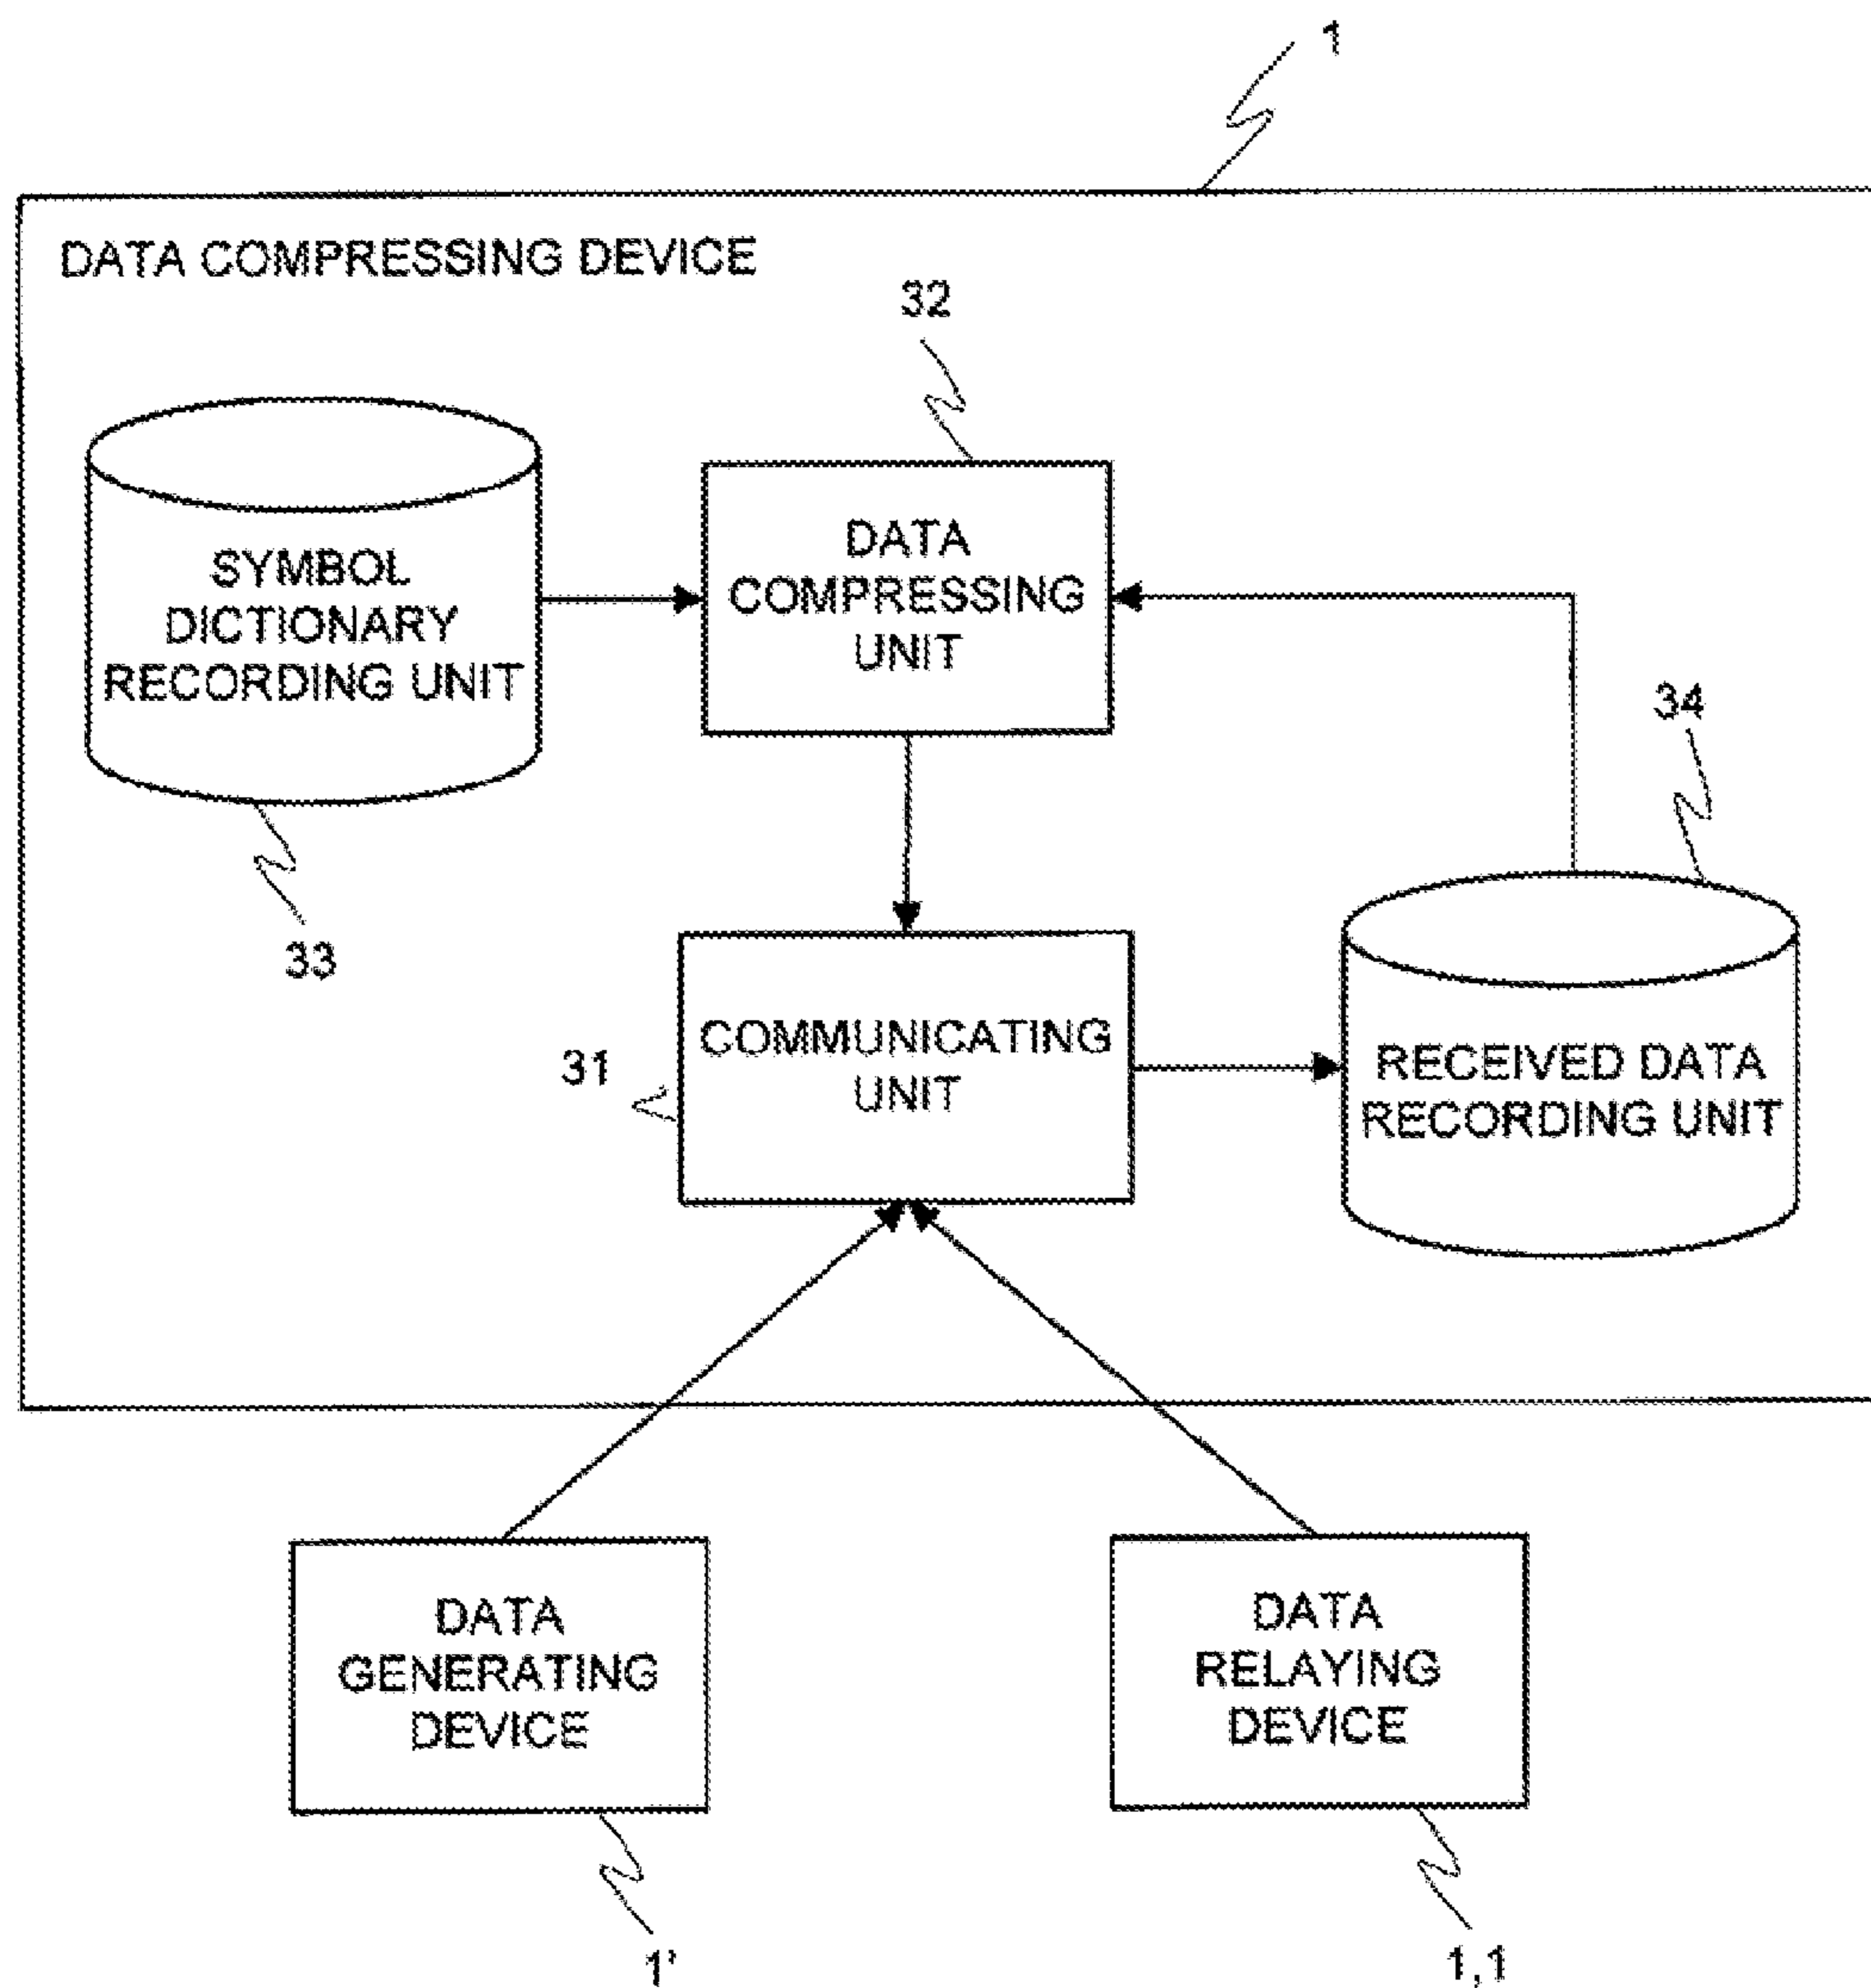 1
DATA COMPRESSING DEVICE
32
SYMBOL
DICTIONARY
RECORDING UNIT
DATA
COMPRESSING
UNIT
34
33
31
COMMUNICATING
UNIT
RECEIVED DATA
RECORDING UNIT
DATA
GENERATING
DEVICE
DATA
RELAYING
DEVICE
1'
1,1